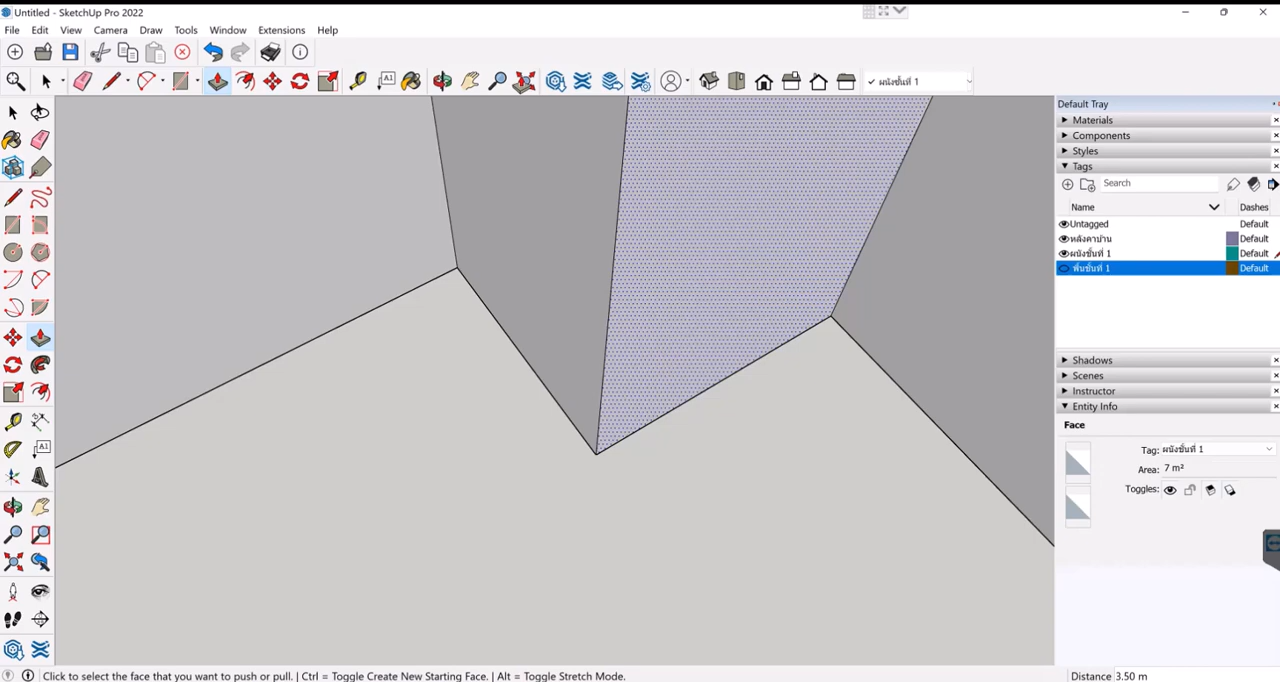 Untitled - SketchUp Pro 2022
File Edit View Camera Draw Tools Window Extensions Help
A1
✓ ผนังชั้นที่ 1
Default Tray
Materials
Components
Styles
Tags
Search
Name Dashes
Untagged Default
หลังคาบ้าน Default
ผนังชั้นที่ 1 Default
พื้นชั้นที่ 1 Default
Shadows
Scenes
Instructor
Entity Info
Face
Tag: ผนังชั้นที่ 1
Area: 7 m²
Toggles:
A1
Click to select the face that you want to push or pull. | Ctrl = Toggle Create New Starting Face. | Alt = Toggle Stretch Mode.
Distance 3.50 m